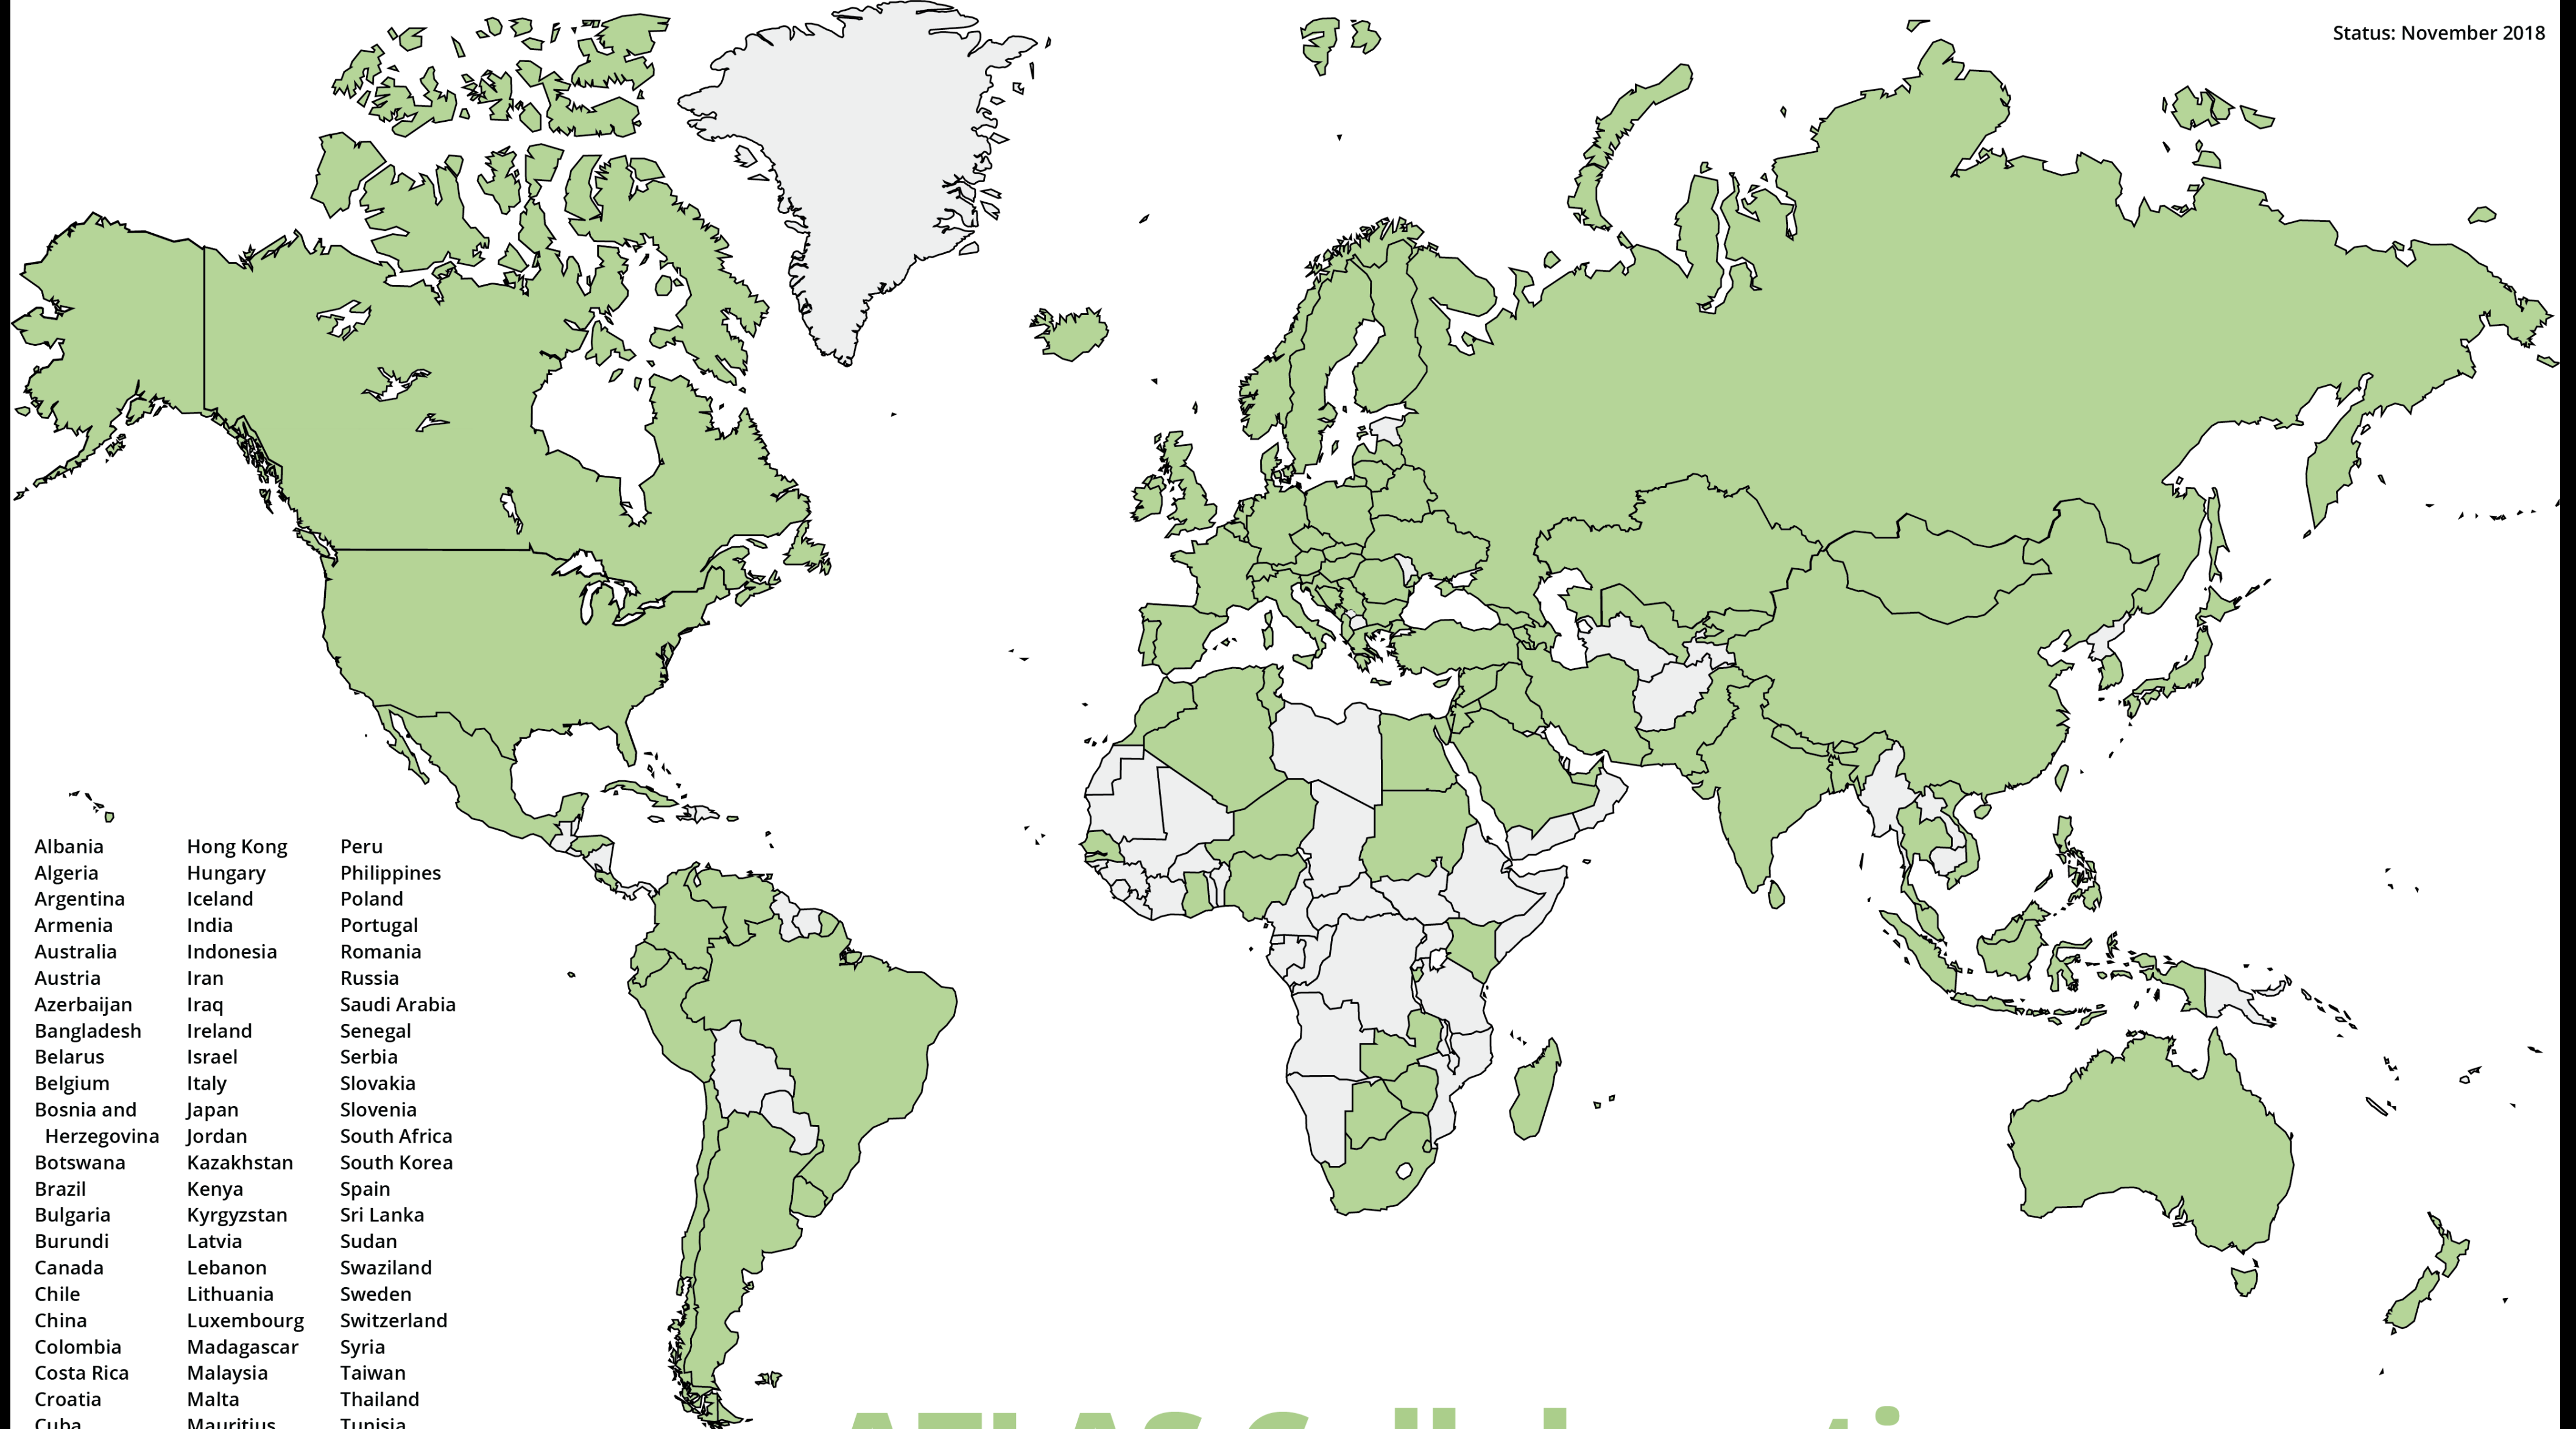 Status: November 2018
Albania
Algeria
Argentina
Armenia
Australia
Austria
Azerbaijan
Bangladesh
Belarus
Belgium
Bosnia and
Herzegovina
Botswana
Brazil
Bulgaria
Burundi
Canada
Chile
China
Colombia
Costa Rica
Croatia
Cuba
Hong Kong
Hungary
Iceland
India
Indonesia
Iran
Iraq
Ireland
Israel
Italy
Japan
Jordan
Kazakhstan
Kenya
Kyrgyzstan
Latvia
Lebanon
Lithuania
Luxembourg
Madagascar
Malaysia
Malta
Mauritius
Peru
Philippines
Poland
Portugal
Romania
Russia
Saudi Arabia
Senegal
Serbia
Slovakia
Slovenia
South Africa
South Korea
Spain
Sri Lanka
Sudan
Swaziland
Sweden
Switzerland
Syria
Taiwan
Thailand
Tunisia